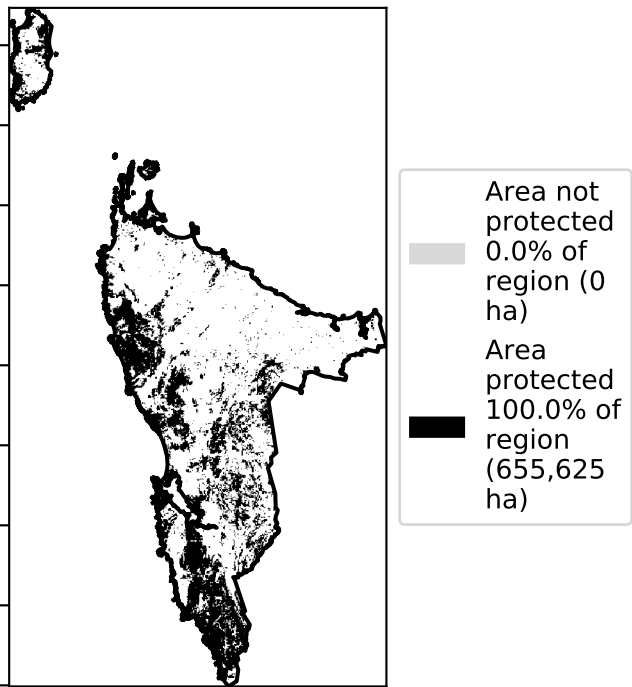 Area not
protected
0.0% of
region (0
ha)
Area
protected
100.0% of
region
(655,625
ha)